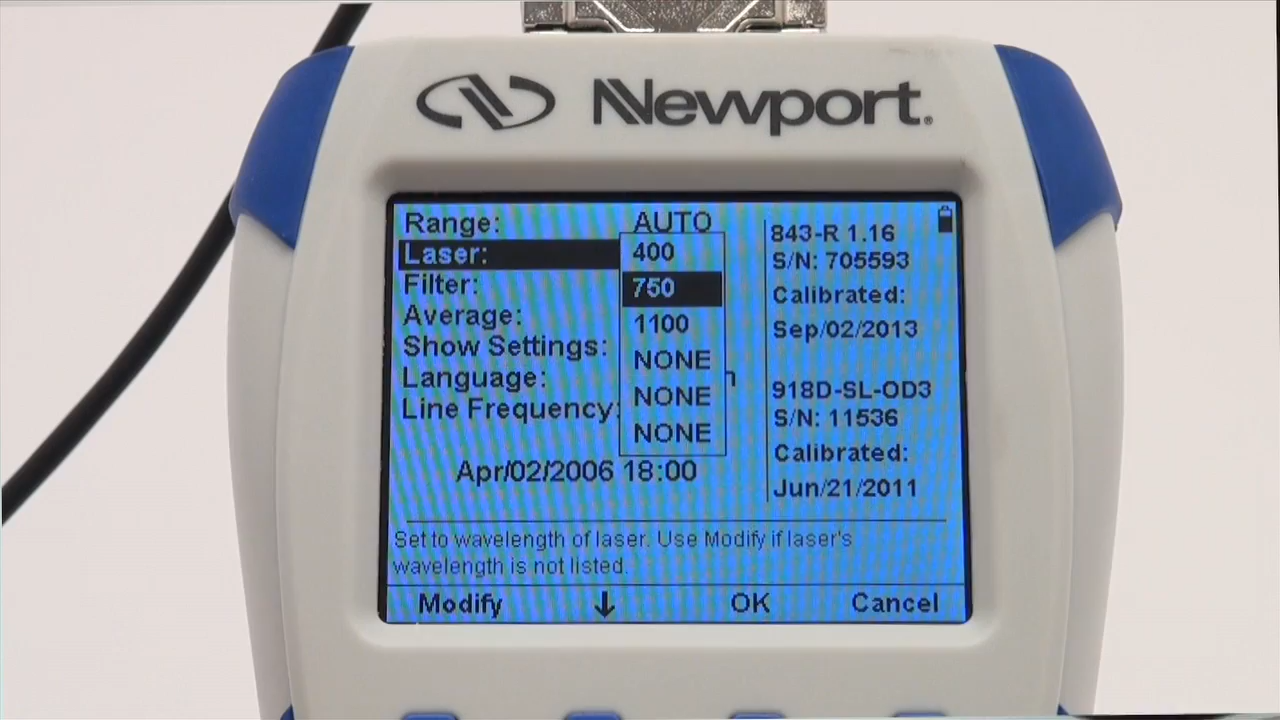 Newport®
Range: AUTO
Laser: 400
Filter: 750
Average: 1100
Show Settings: NONE
Language: NONE
Line Frequency: NONE
Apr/02/2006 18:00
843-R 1.16
S/N: 705593
Calibrated:
Sep/02/2013
918D-SL-OD3
S/N: 11536
Calibrated:
Jun/21/2011
Set to wavelength of laser. Use Modify if laser's
wavelength is not listed.
Modify ↓ OK Cancel